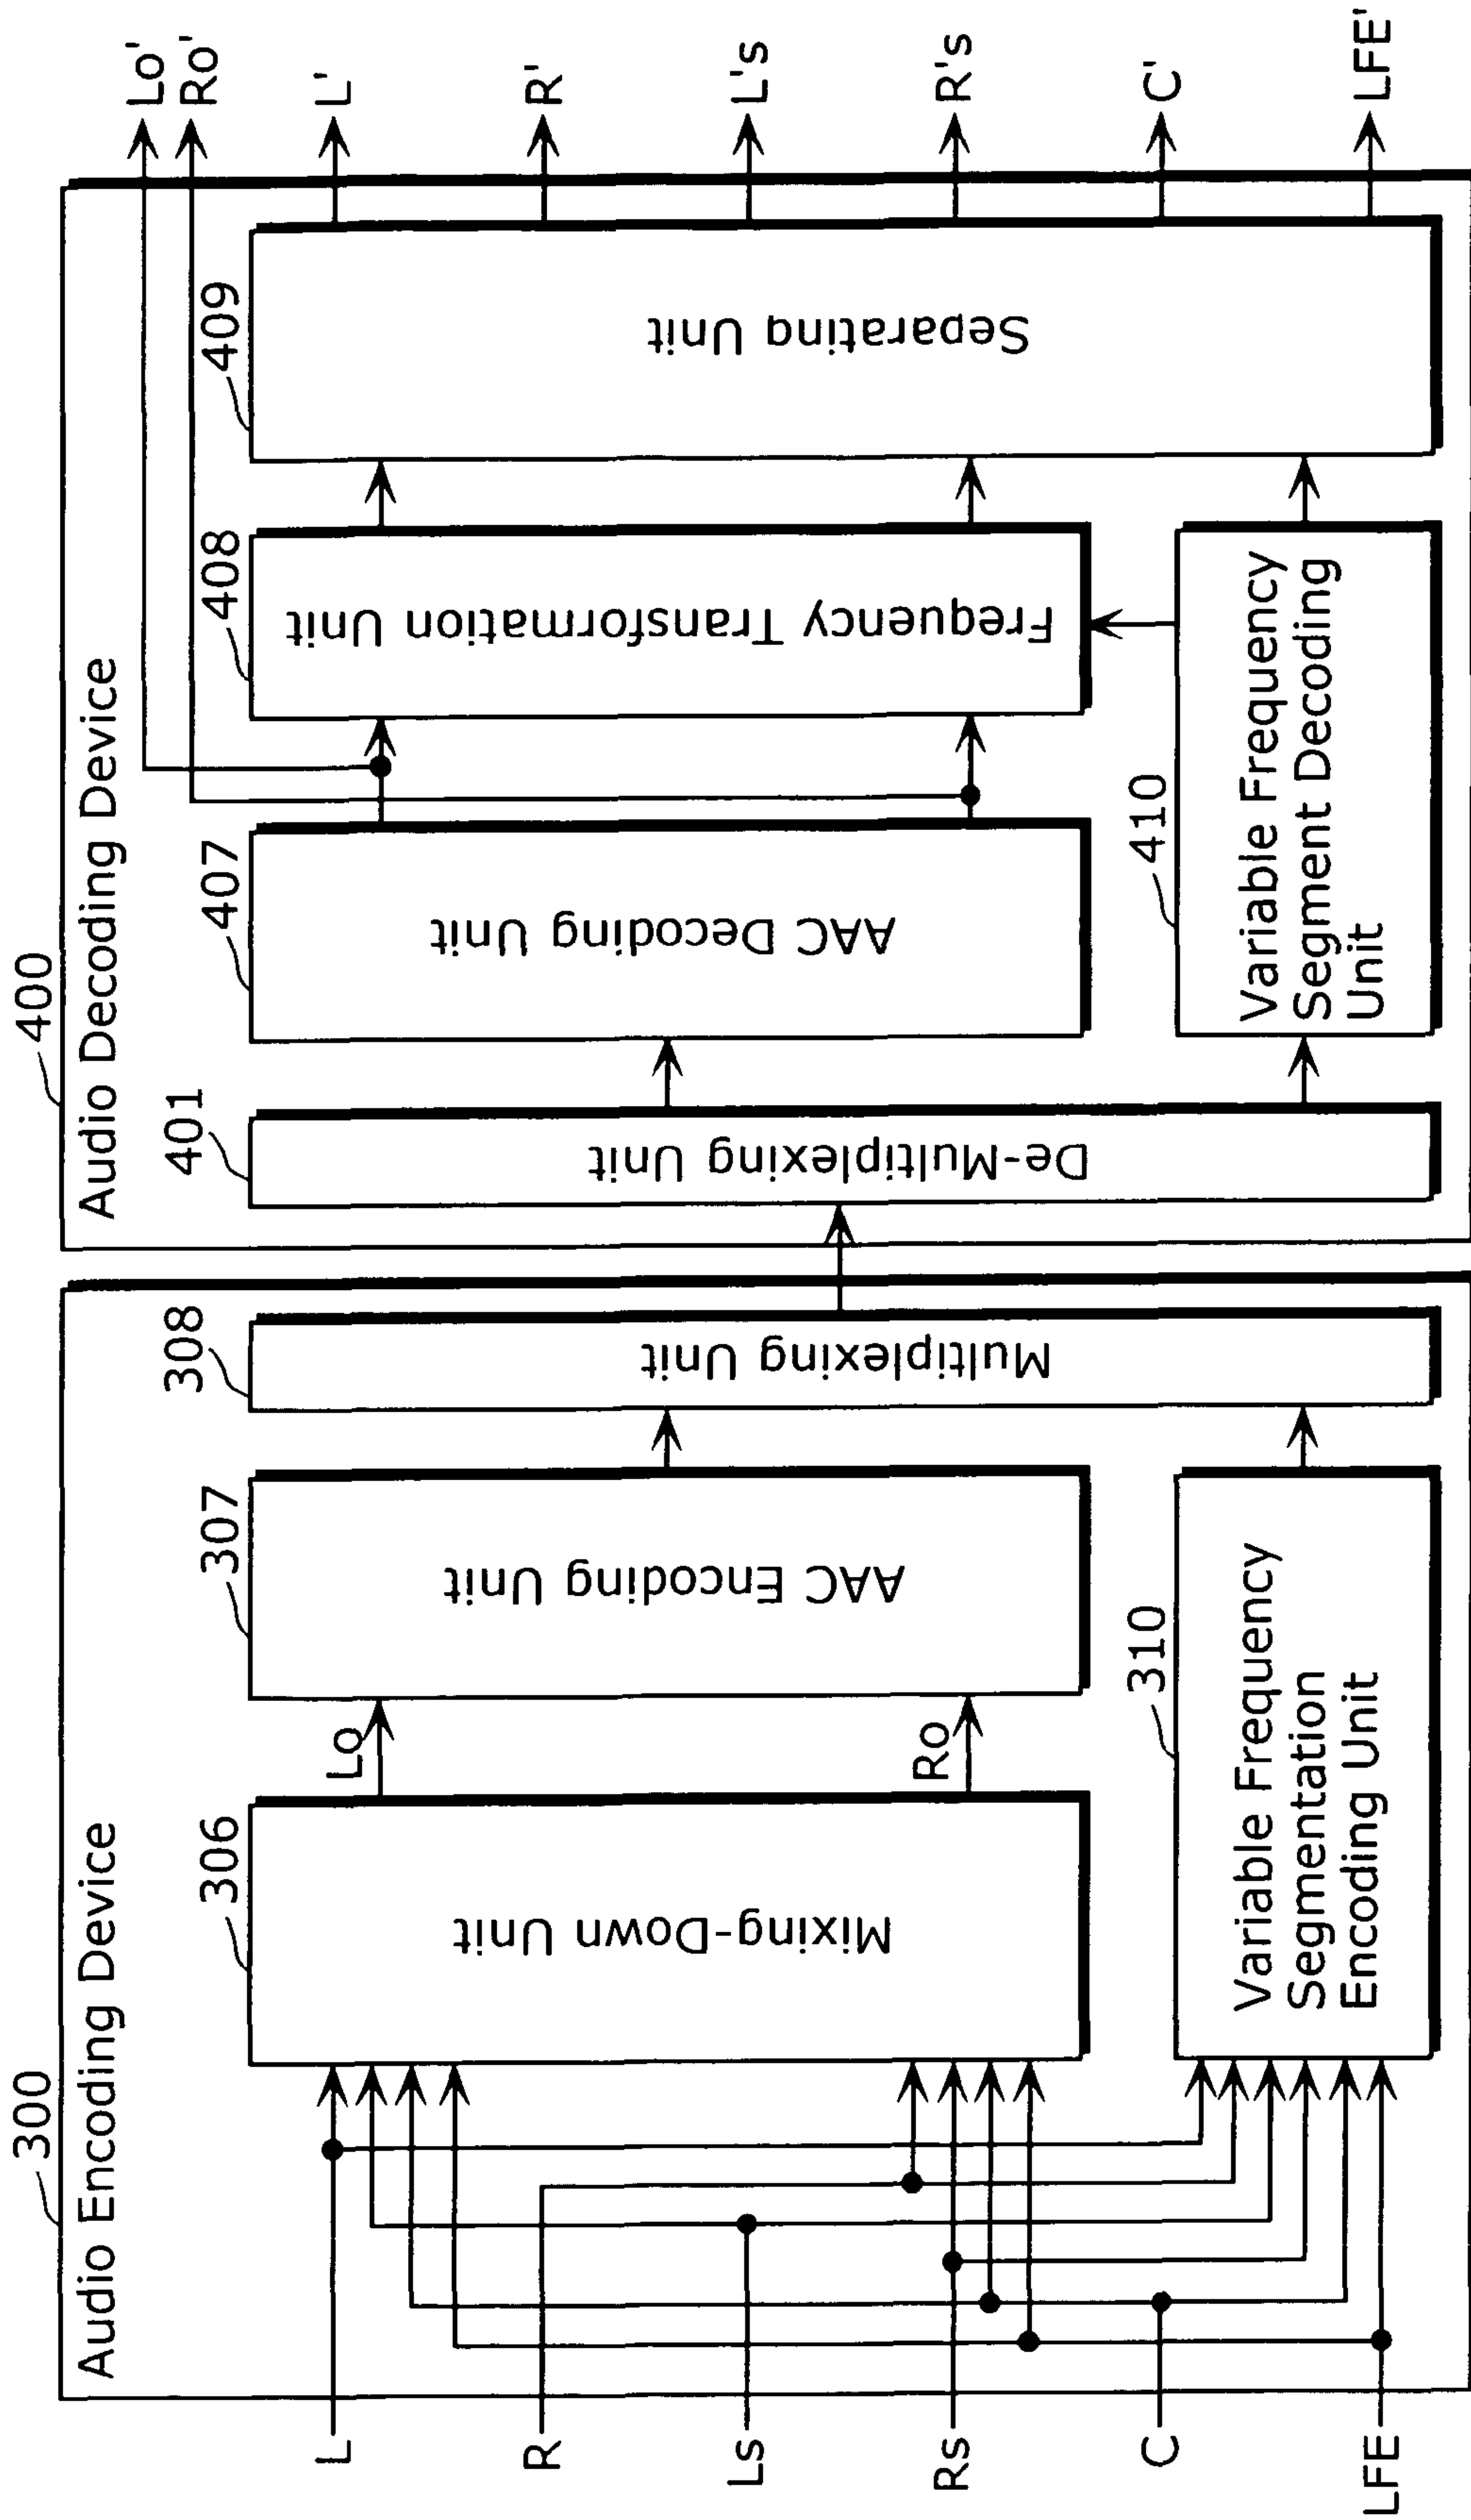 300
Audio Encoding Device
L
R
Ls
Rs
C
LFE
306
Mixing-Down Unit
Lo
Ro
307
AAC Encoding Unit
310
Variable Frequency
Segmentation
Encoding Unit
308
Multiplexing Unit
400
Audio Decoding Device
401
De-Multiplexing Unit
407
AAC Decoding Unit
410
Variable Frequency
Segment Decoding
Unit
408
Frequency Transformation Unit
409
Separating Unit
Lo'
Ro'
L'
R'
L's
R's
C'
LFE'